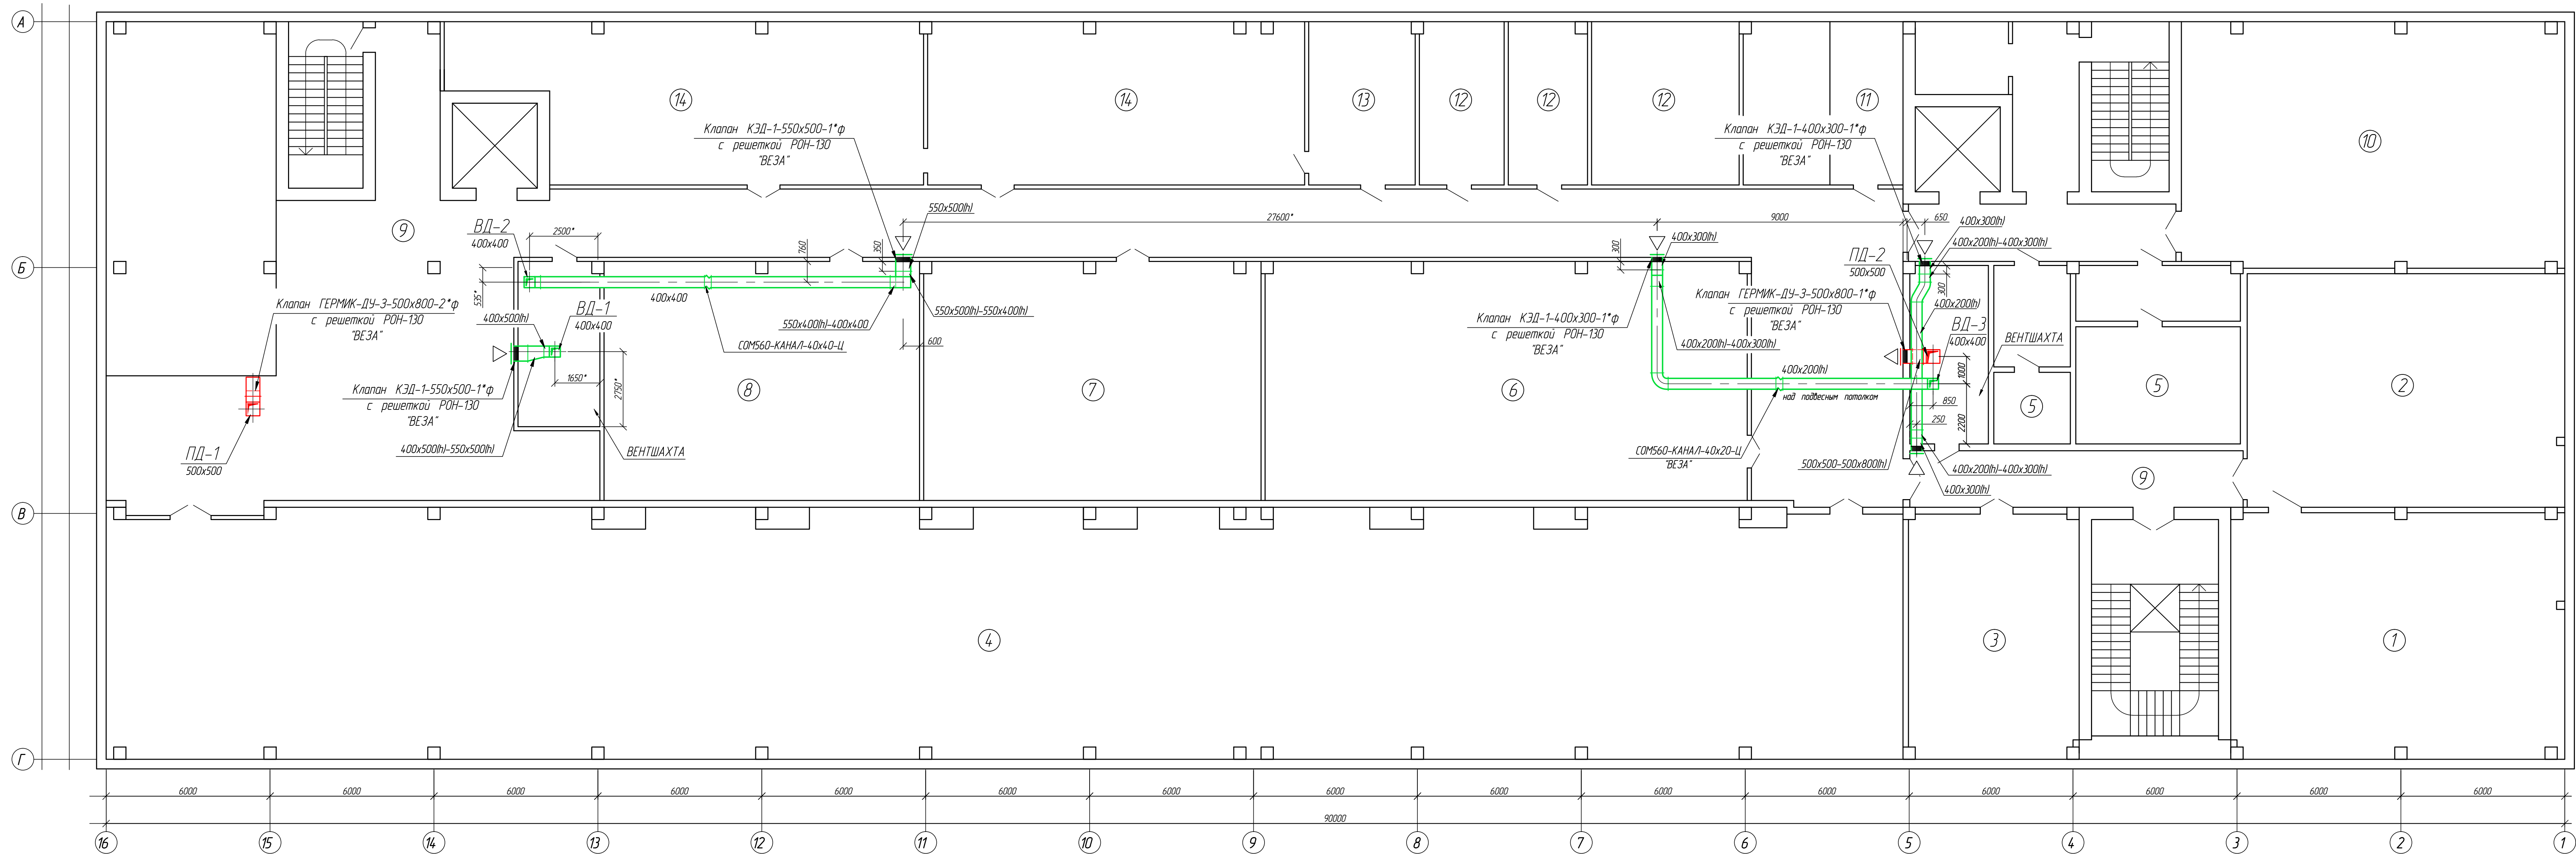 А
14
14
13
12
12
12
11
10
Клапан КЭД-1-550х500-1*ф
с решеткой РОН-130
"ВЕЗА"
Клапан КЭД-1-400х300-1*ф
с решеткой РОН-130
"ВЕЗА"
550х500(h)
27600*
9000
650
400х300(h)
9
ВД-2
400х400
2500*
760
350
300
400х300(h)
400х200(h)-400х300(h)
Б
ПД-2
500х500
535*
400х400
300
Клапан ГЕРМИК-ДУ-3-500х800-2*ф
с решеткой РОН-130
"ВЕЗА"
400х500(h)
ВД-1
400х400
550х400(h)-400х400
550х500(h)-550х400(h)
Клапан ГЕРМИК-ДУ-3-500х800-1*ф
с решеткой РОН-130
"ВЕЗА"
400х200(h)
Клапан КЭД-1-400х300-1*ф
с решеткой РОН-130
"ВЕЗА"
ВД-3
400х400
ВЕНТШАХТА
СОМ560-КАНАЛ-40х40-Ц
600
400х200(h)-400х300(h)
1650*
2750*
400х200(h)
1000
Клапан КЭД-1-550х500-1*ф
с решеткой РОН-130
"ВЕЗА"
8
7
6
над подвесным потолком
5
5
2
850
250
2200
400х500(h)-550х500(h)
ВЕНТШАХТА
ПД-1
500х500
СОМ560-КАНАЛ-40х20-Ц
"ВЕЗА"
500х500-500х800(h)
400х200(h)-400х300(h)
400х300(h)
9
В
4
3
1
Г
6000 6000 6000 6000 6000 6000 6000 6000 6000 6000 6000 6000 6000 6000 6000
90000
16 15 14 13 12 11 10 9 8 7 6 5 4 3 2 1